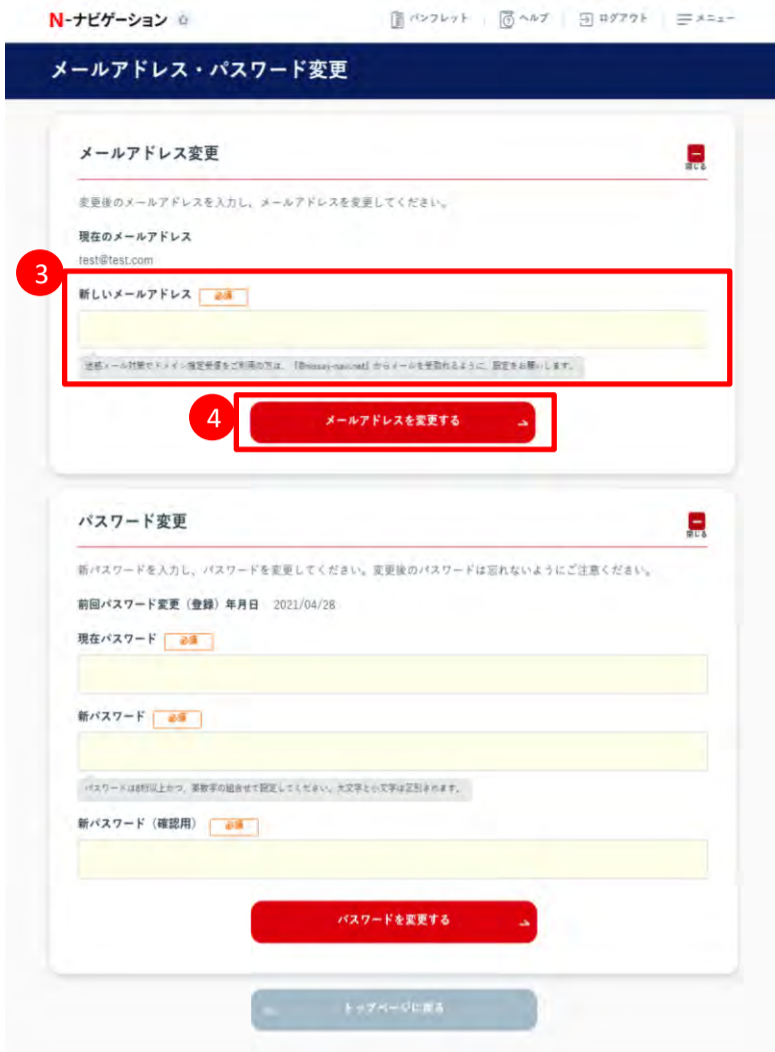 N-ナビゲーション
パンフレット ヘルプ ログアウト メニュー
メールアドレス・パスワード変更
メールアドレス変更
閉じる
変更後のメールアドレスを入力し、メールアドレスを変更してください。
現在のメールアドレス
test@test.com
3
新しいメールアドレス 必須
迷惑メール対策でドメイン指定受信をご利用の方は、「@nissay-navi.net」からメールを受取れるように、設定をお願いします。
4
メールアドレスを変更する
パスワード変更
閉じる
新パスワードを入力し、パスワードを変更してください。変更後のパスワードは忘れないようにご注意ください。
前回パスワード変更（登録）年月日 2021/04/28
現在パスワード 必須
新パスワード 必須
パスワードは8桁以上かつ、英数字の組合せで設定してください。大文字と小文字は区別されます。
新パスワード（確認用） 必須
パスワードを変更する
トップページに戻る